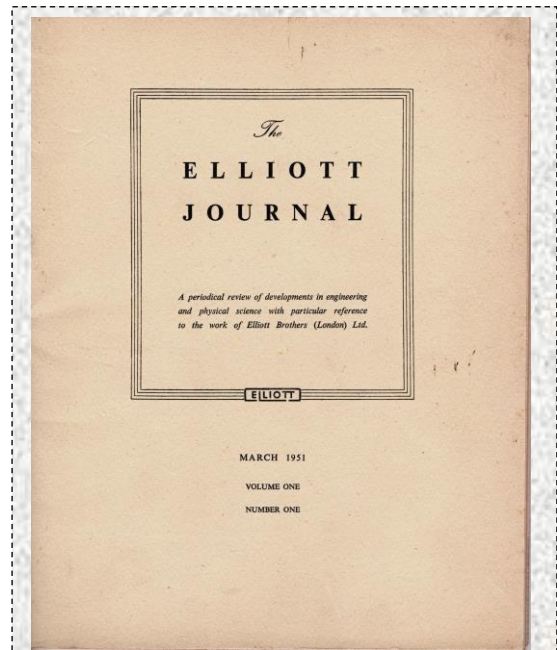 The
ELLIOTT
JOURNAL
A periodical review of developments in engineering
and physical science with particular reference
to the work of Elliott Brothers (London) Ltd.
ELLIOTT
MARCH 1951
VOLUME ONE
NUMBER ONE